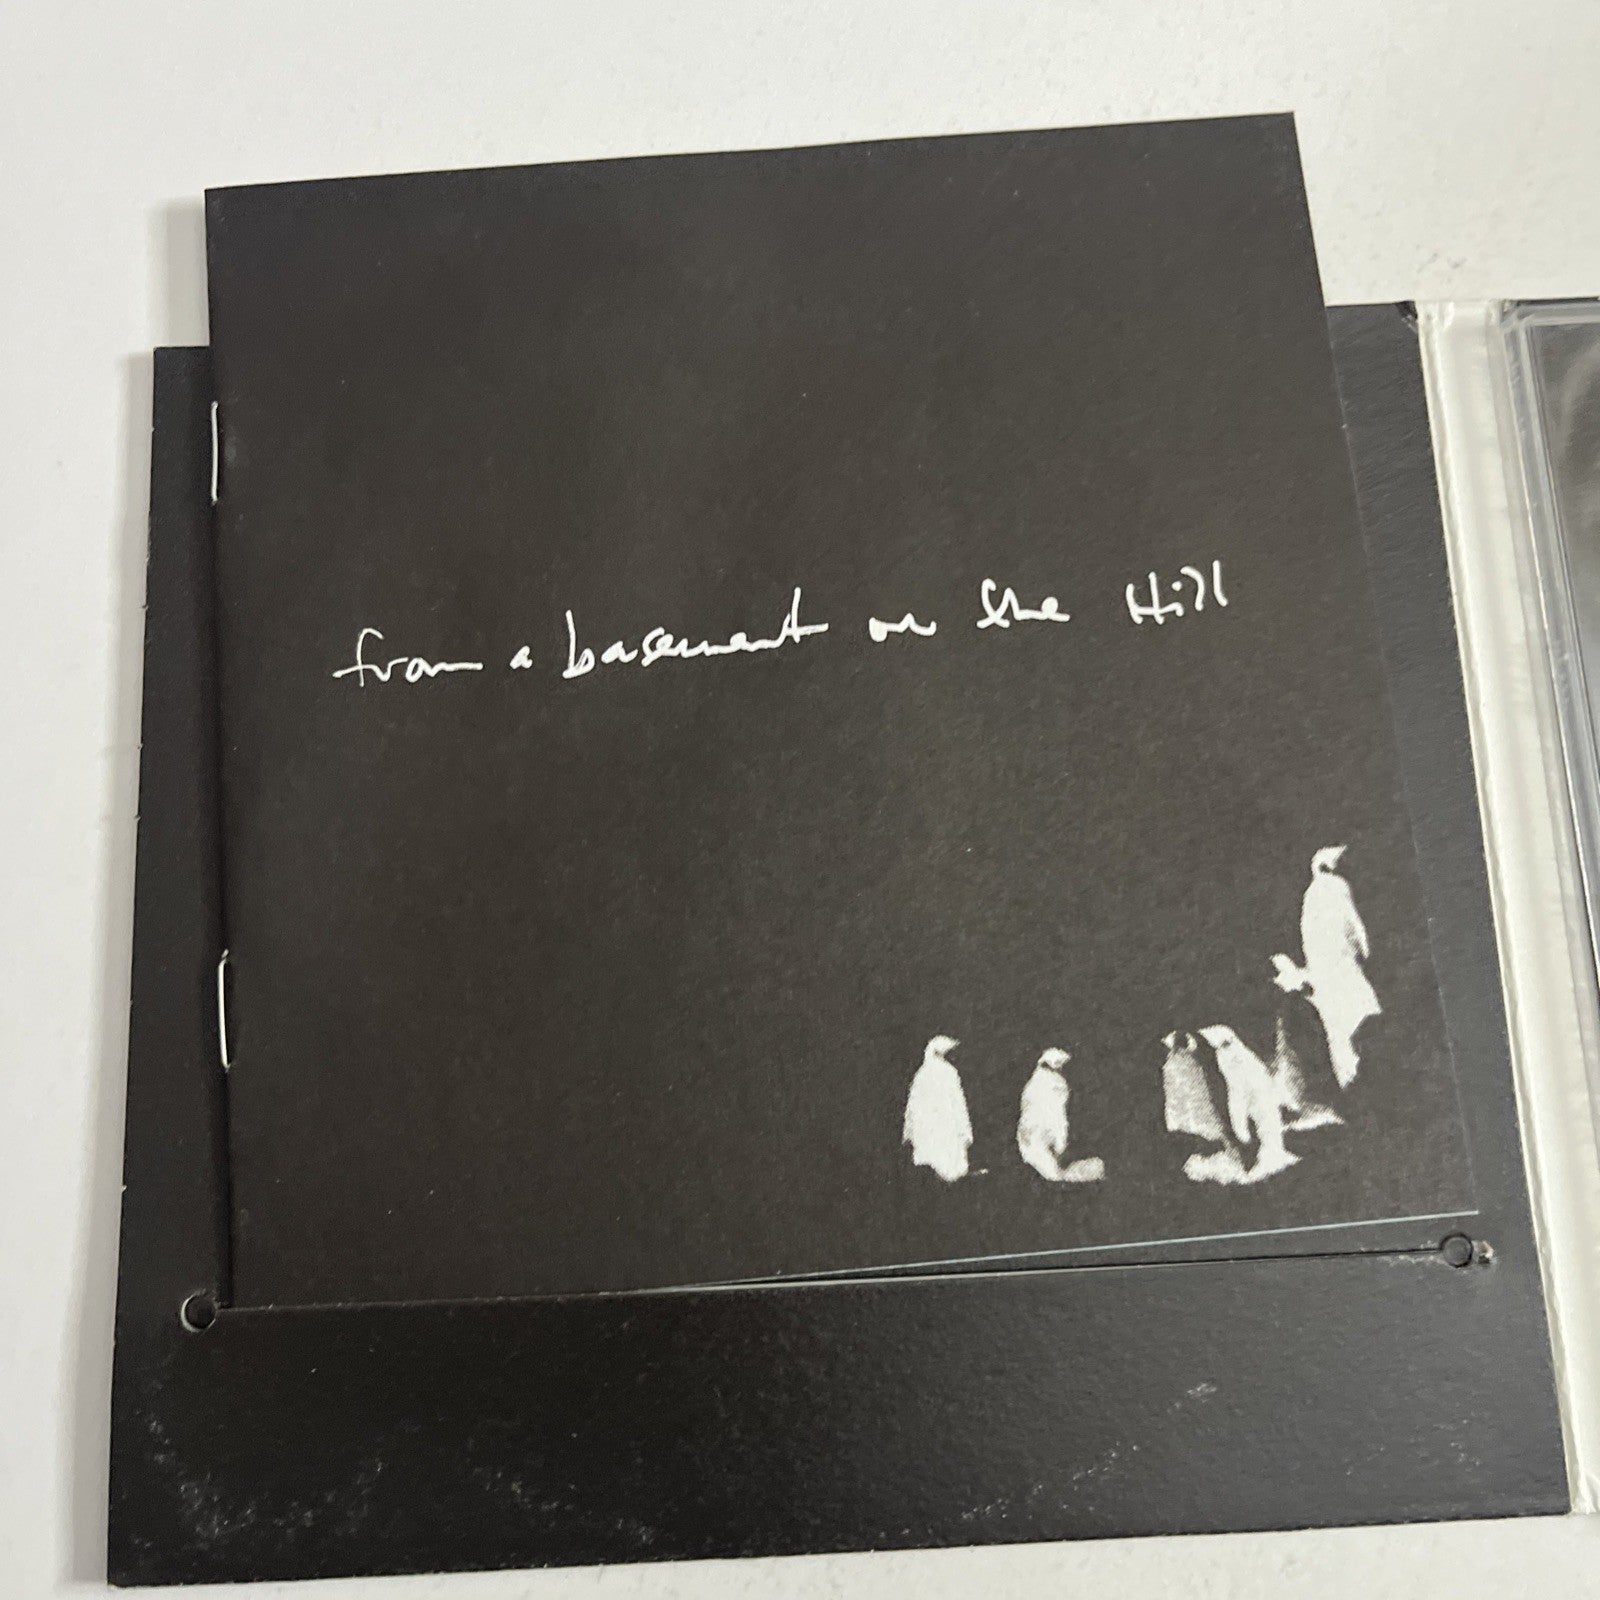 from a basement on the Hill